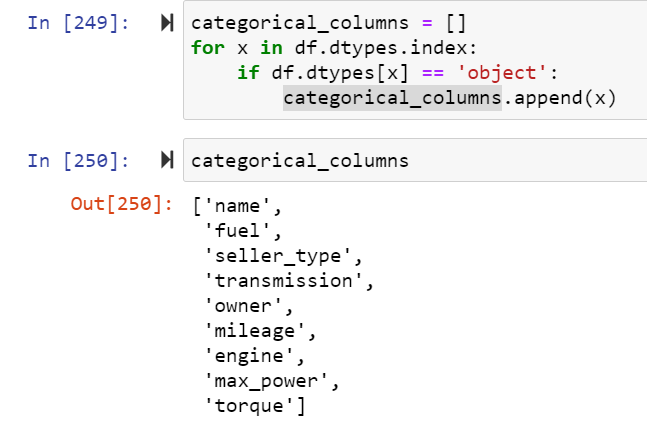 In [249]: categorical_columns = []
for x in df.dtypes.index:
    if df.dtypes[x] == 'object':
        categorical_columns.append(x)
In [250]: categorical_columns
Out[250]: ['name',
 'fuel',
 'seller_type',
 'transmission',
 'owner',
 'mileage',
 'engine',
 'max_power',
 'torque']